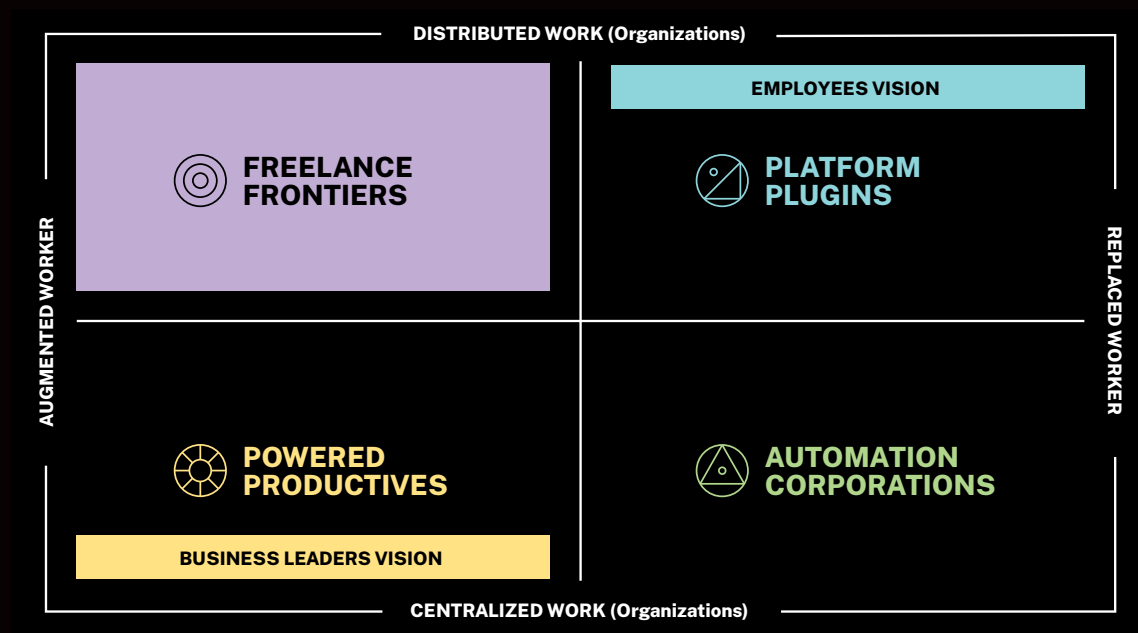 DISTRIBUTED WORK (Organizations)
EMPLOYEES VISION
FREELANCE
FRONTIERS
PLATFORM
PLUGINS
AUGMENTED WORKER
REPLACED WORKER
POWERED
PRODUCTIVES
AUTOMATION
CORPORATIONS
BUSINESS LEADERS VISION
CENTRALIZED WORK (Organizations)